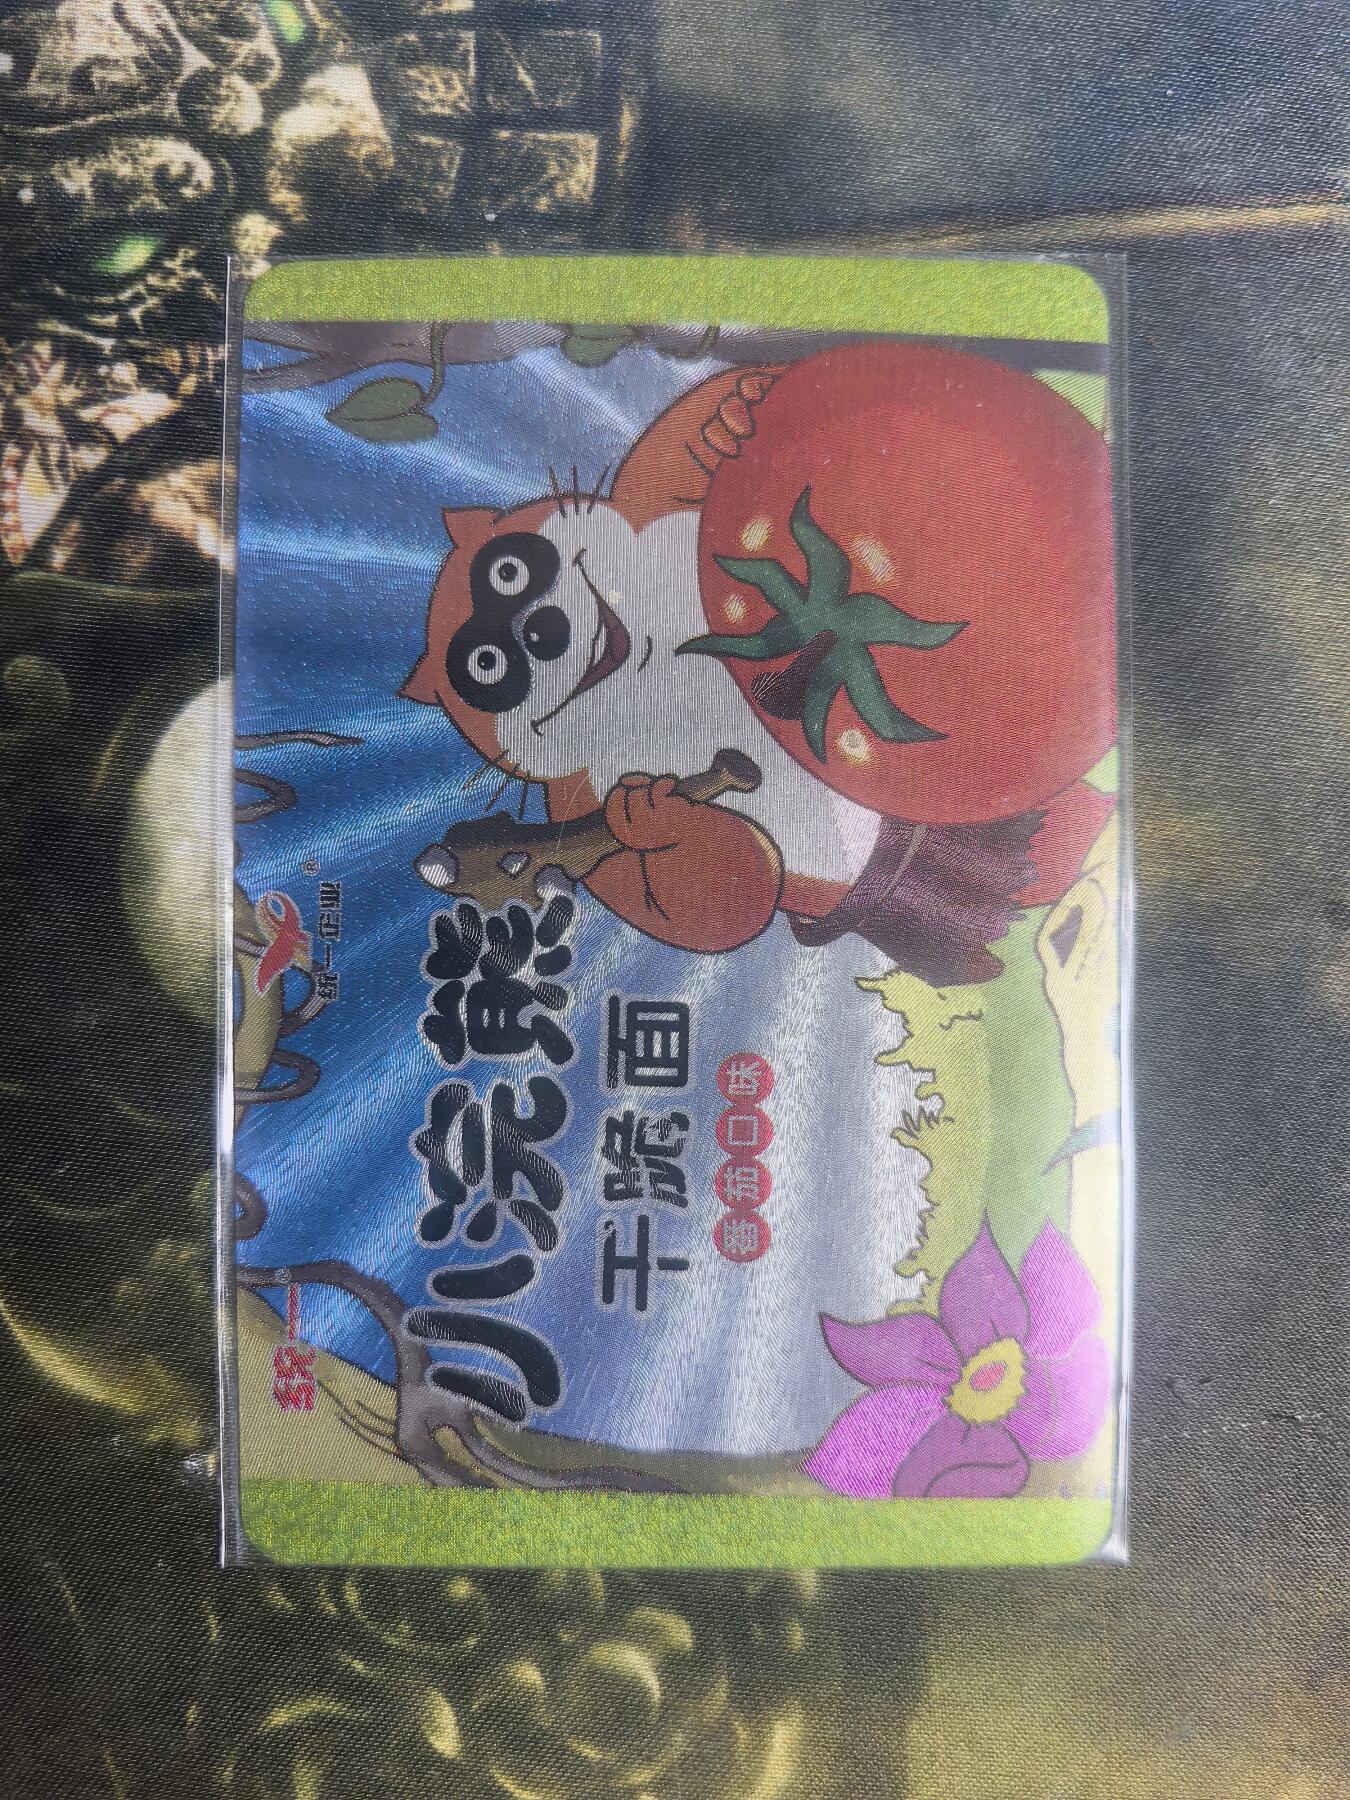 统一
统一企业
®
小浣熊
干脆面
番茄口味